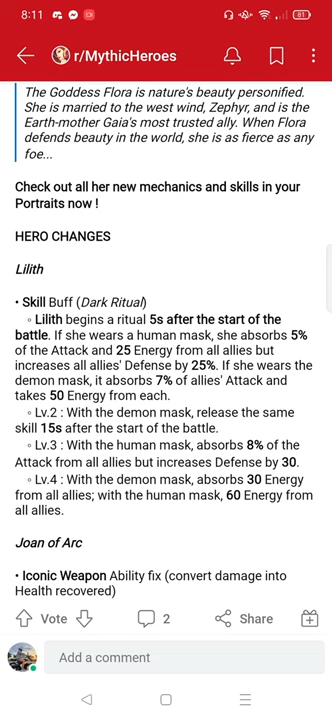 8:11
81
r/MythicHeroes
The Goddess Flora is nature's beauty personified.
She is married to the west wind, Zephyr, and is the
Earth-mother Gaia's most trusted ally. When Flora
defends beauty in the world, she is as fierce as any
foe...
Check out all her new mechanics and skills in your
Portraits now !
HERO CHANGES
Lilith
• Skill Buff (Dark Ritual)
◦ Lilith begins a ritual 5s after the start of the
battle. If she wears a human mask, she absorbs 5%
of the Attack and 25 Energy from all allies but
increases all allies' Defense by 25%. If she wears the
demon mask, it absorbs 7% of allies' Attack and
takes 50 Energy from each.
◦ Lv.2 : With the demon mask, release the same
skill 15s after the start of the battle.
◦ Lv.3 : With the human mask, absorbs 8% of the
Attack from all allies but increases Defense by 30.
◦ Lv.4 : With the demon mask, absorbs 30 Energy
from all allies; with the human mask, 60 Energy from
all allies.
Joan of Arc
• Iconic Weapon Ability fix (convert damage into
Health recovered)
Vote 2 Share
Add a comment